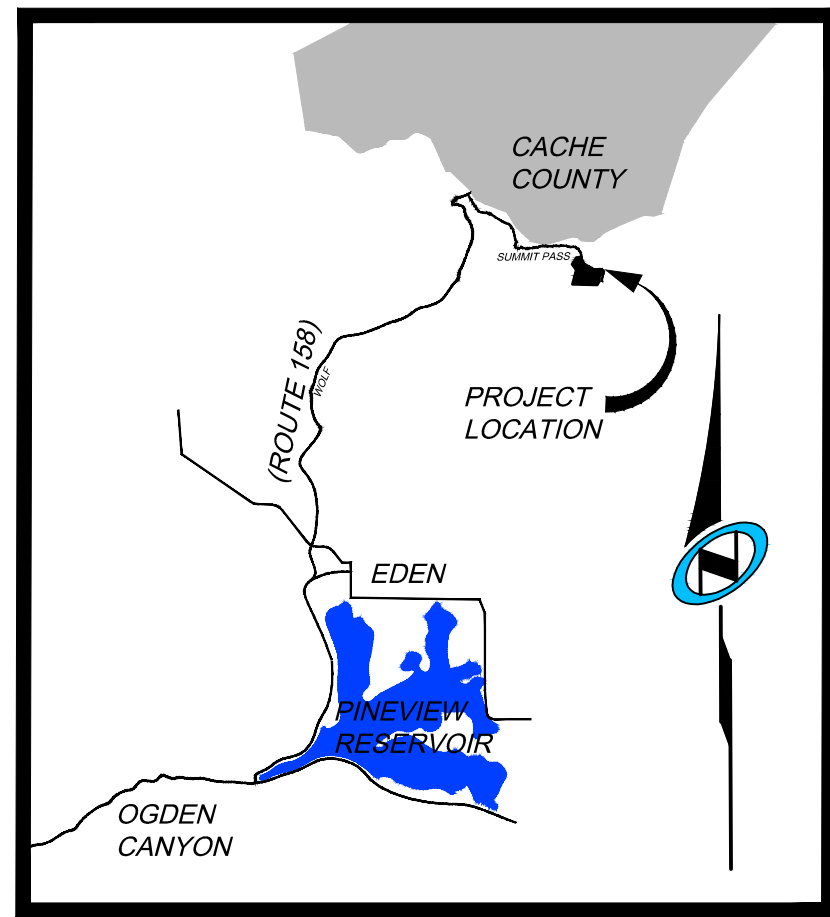 CACHE
COUNTY
SUMMIT PASS
(ROUTE 158)
WOLF
PROJECT
LOCATION
N
EDEN
PINEVIEW
RESERVOIR
OGDEN
CANYON